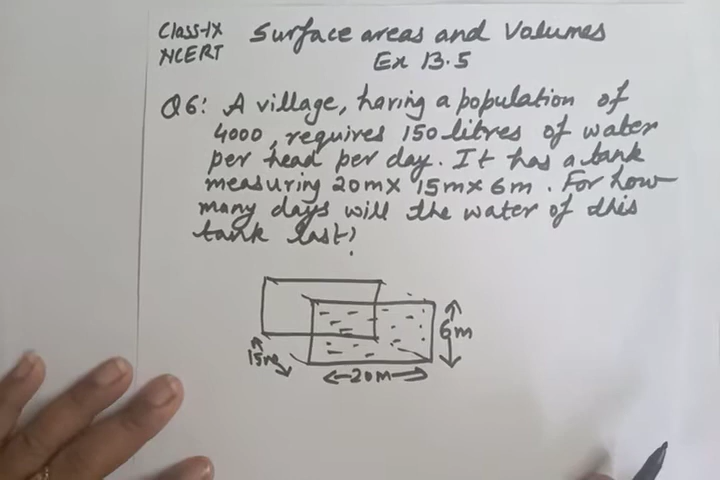 Class-IX Surface areas and Volumes
NCERT Ex 13.5
Q6: A village, having a population of
4000, requires 150 litres of water
per head per day. It has a tank
measuring 20m x 15m x 6m. For how
many days will the water of this
tank last?
6m
15m
20m